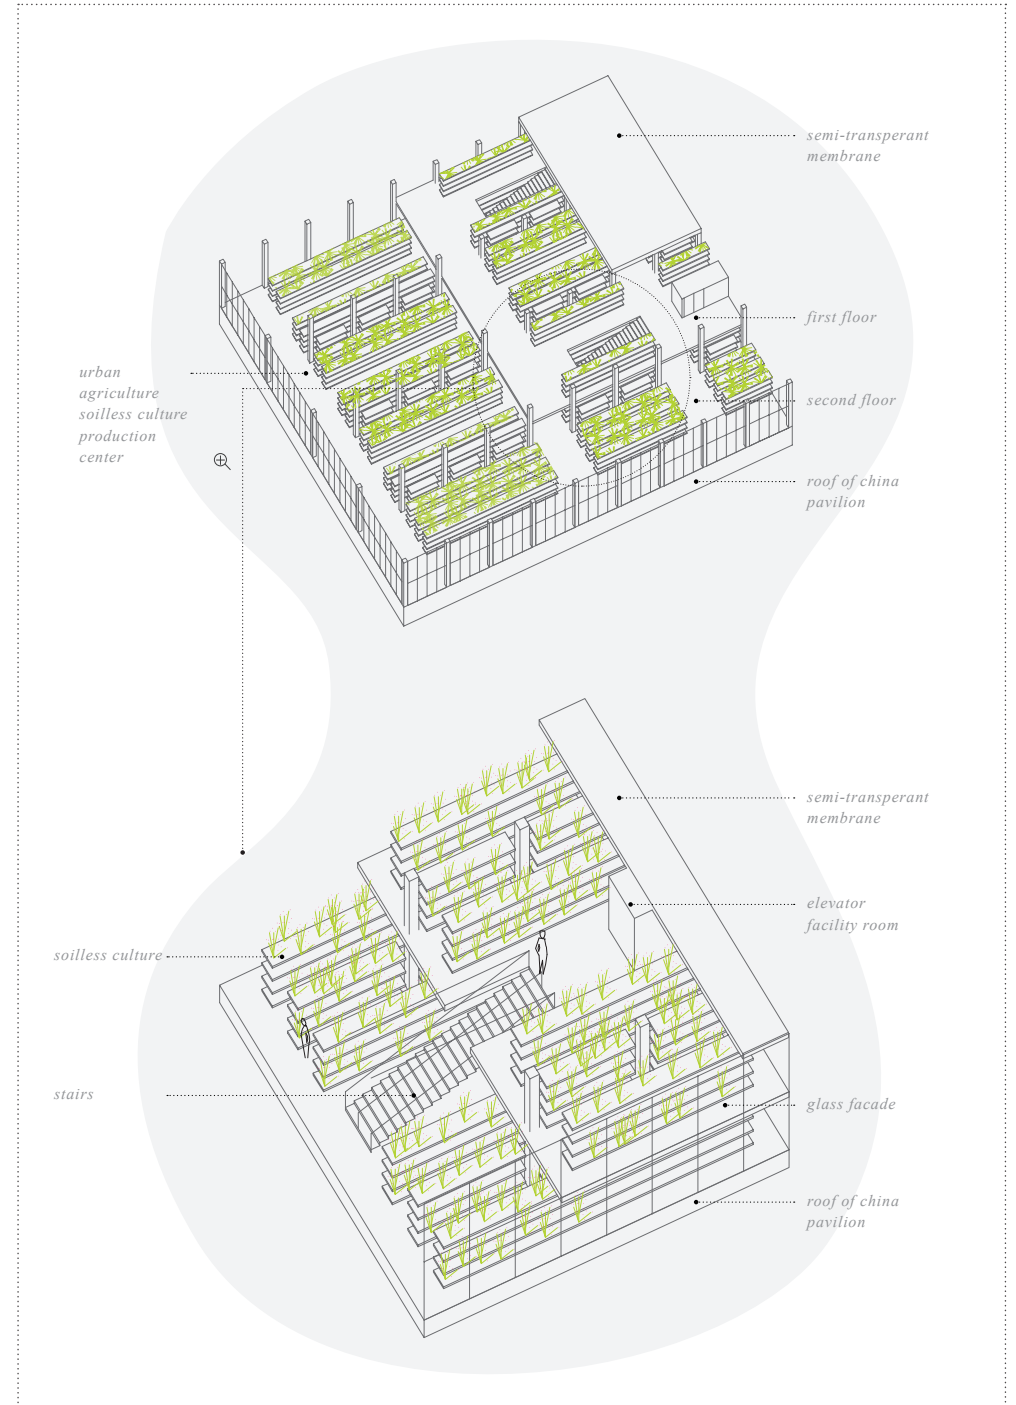 semi-transperant
membrane
first floor
urban
agriculture
soilless culture
production
center
second floor
roof of china
pavilion
semi-transperant
membrane
elevator
facility room
soilless culture
stairs
glass facade
roof of china
pavilion